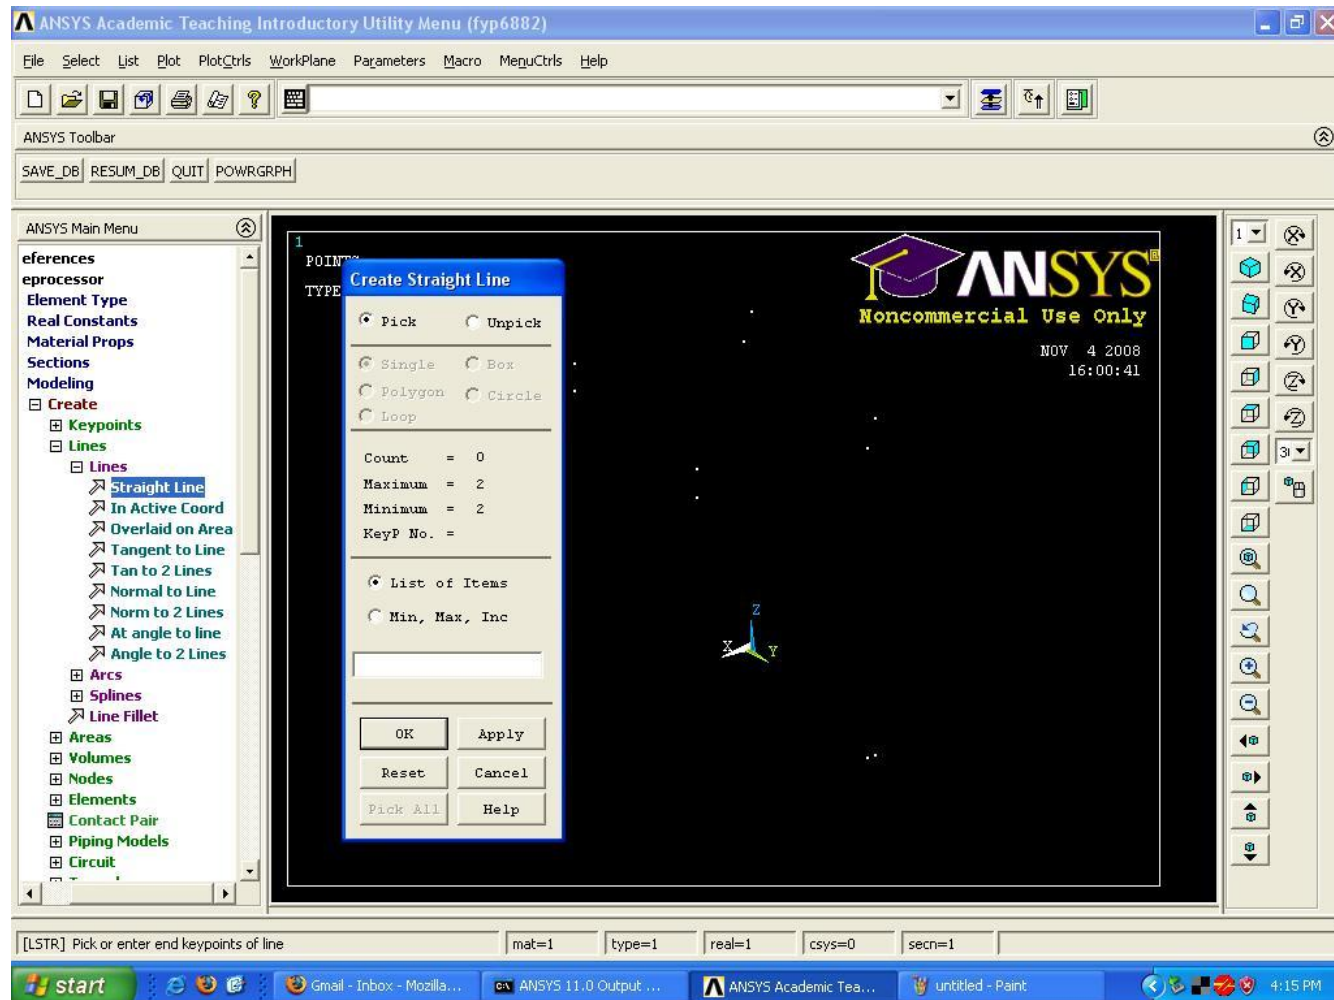 ANSYS Academic Teaching Introductory Utility Menu (fyp6882)
File Select List Plot PlotCtrls WorkPlane Parameters Macro MenuCtrls Help
ANSYS Toolbar
SAVE_DB RESUM_DB QUIT POWRGRPH
ANSYS Main Menu
eferences
eprocessor
Element Type
Real Constants
Material Props
Sections
Modeling
Create
Keypoints
Lines
Lines
Straight Line
In Active Coord
Overlaid on Area
Tangent to Line
Tan to 2 Lines
Normal to Line
Norm to 2 Lines
At angle to line
Angle to 2 Lines
Arcs
Splines
Line Fillet
Areas
Volumes
Nodes
Elements
Contact Pair
Piping Models
Circuit
1
POINTS
TYPE
Create Straight Line
Pick Unpick
Single Box
Polygon Circle
Loop
Count = 0
Maximum = 2
Minimum = 2
KeyP No. =
List of Items
Min, Max, Inc
OK Apply
Reset Cancel
Pick All Help
ANSYS
Noncommercial Use Only
NOV 4 2008
16:00:41
Z
X
Y
1
X
X
Y
Y
Z
Z
[LSTR] Pick or enter end keypoints of line
mat=1 type=1 real=1 csys=0 secn=1
start Gmail - Inbox - Mozilla... ANSYS 11.0 Output ... ANSYS Academic Tea... untitled - Paint 4:15 PM